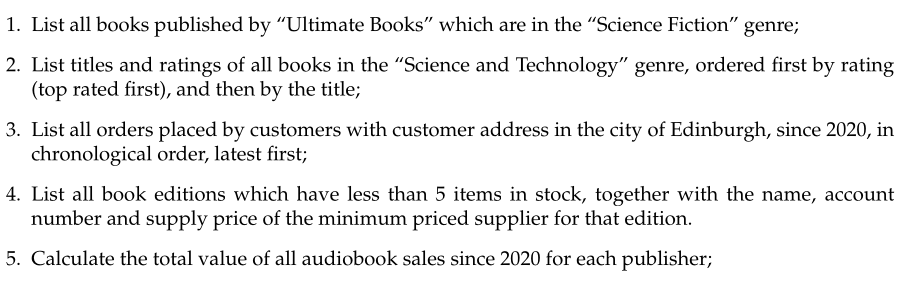 1. List all books published by “Ultimate Books” which are in the “Science Fiction” genre;
2. List titles and ratings of all books in the “Science and Technology” genre, ordered first by rating
(top rated first), and then by the title;
3. List all orders placed by customers with customer address in the city of Edinburgh, since 2020, in
chronological order, latest first;
4. List all book editions which have less than 5 items in stock, together with the name, account
number and supply price of the minimum priced supplier for that edition.
5. Calculate the total value of all audiobook sales since 2020 for each publisher;